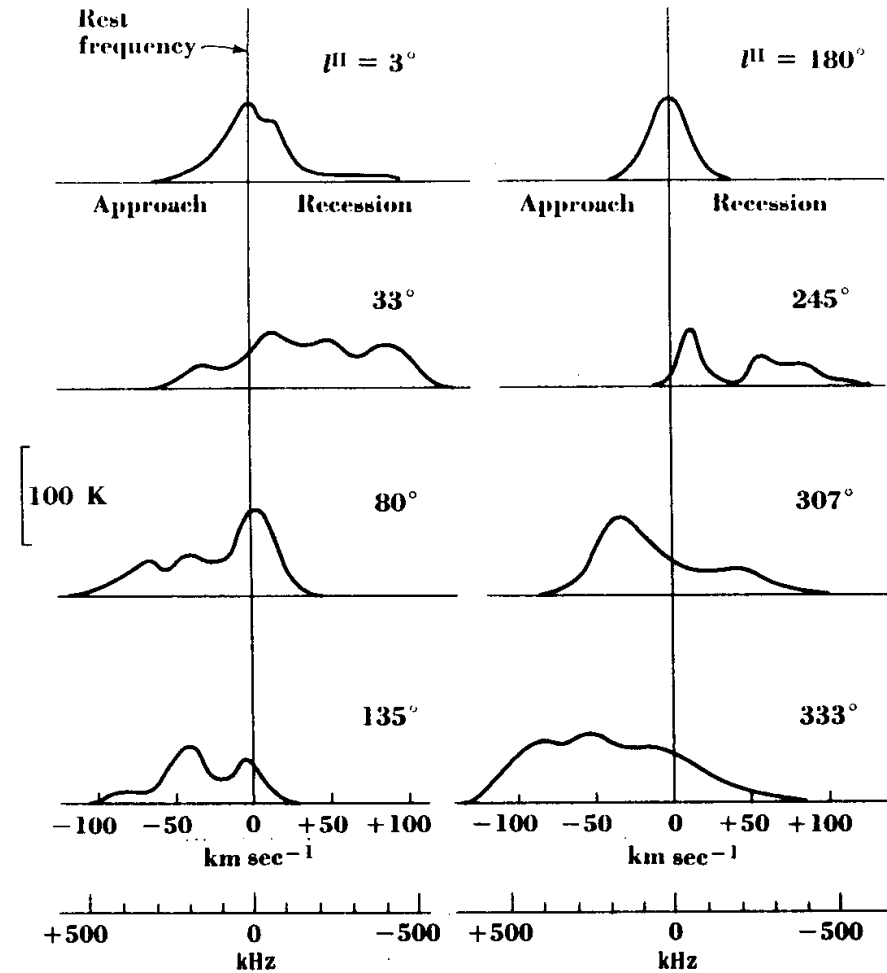 Rest
frequency
lᴵᴵ = 3°
lᴵᴵ = 180°
Approach Recession
Approach Recession
33°
245°
100 K
80°
307°
135°
333°
−100 −50 0 +50 +100
km sec⁻¹
−100 −50 0 +50 +100
km sec⁻¹
+500 0 −500
kHz
+500 0 −500
kHz